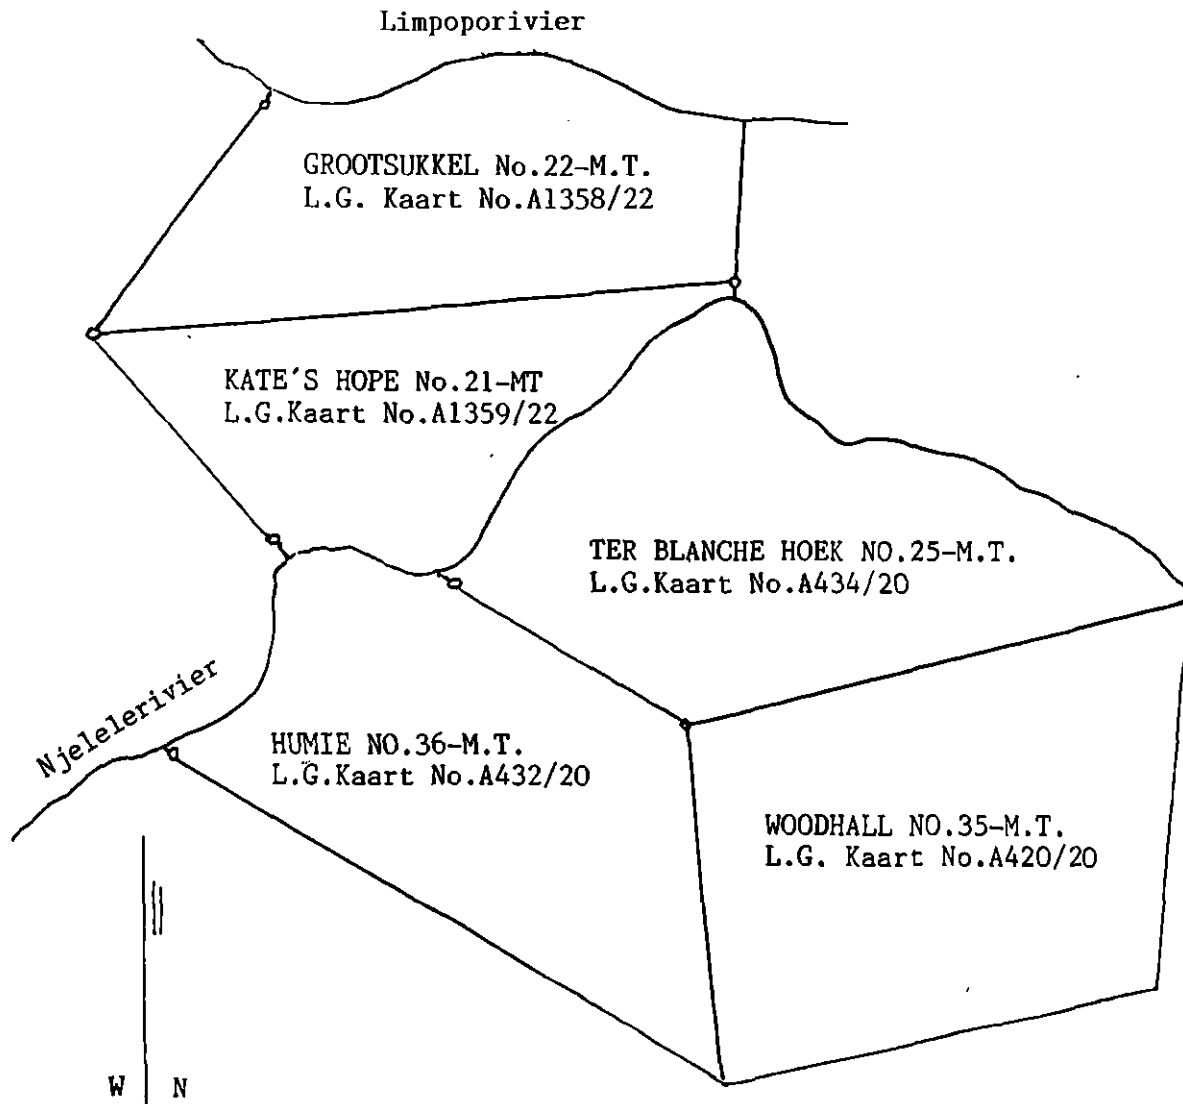 Limpoporivier
GROOTSUKKEL No.22-M.T.
L.G. Kaart No.A1358/22
KATE'S HOPE No.21-MT
L.G.Kaart No.A1359/22
TER BLANCHE HOEK NO.25-M.T.
L.G.Kaart No.A434/20
Njelelerivier
HUMIE NO.36-M.T.
L.G.Kaart No.A432/20
WOODHALL NO.35-M.T.
L.G. Kaart No.A420/20
W N